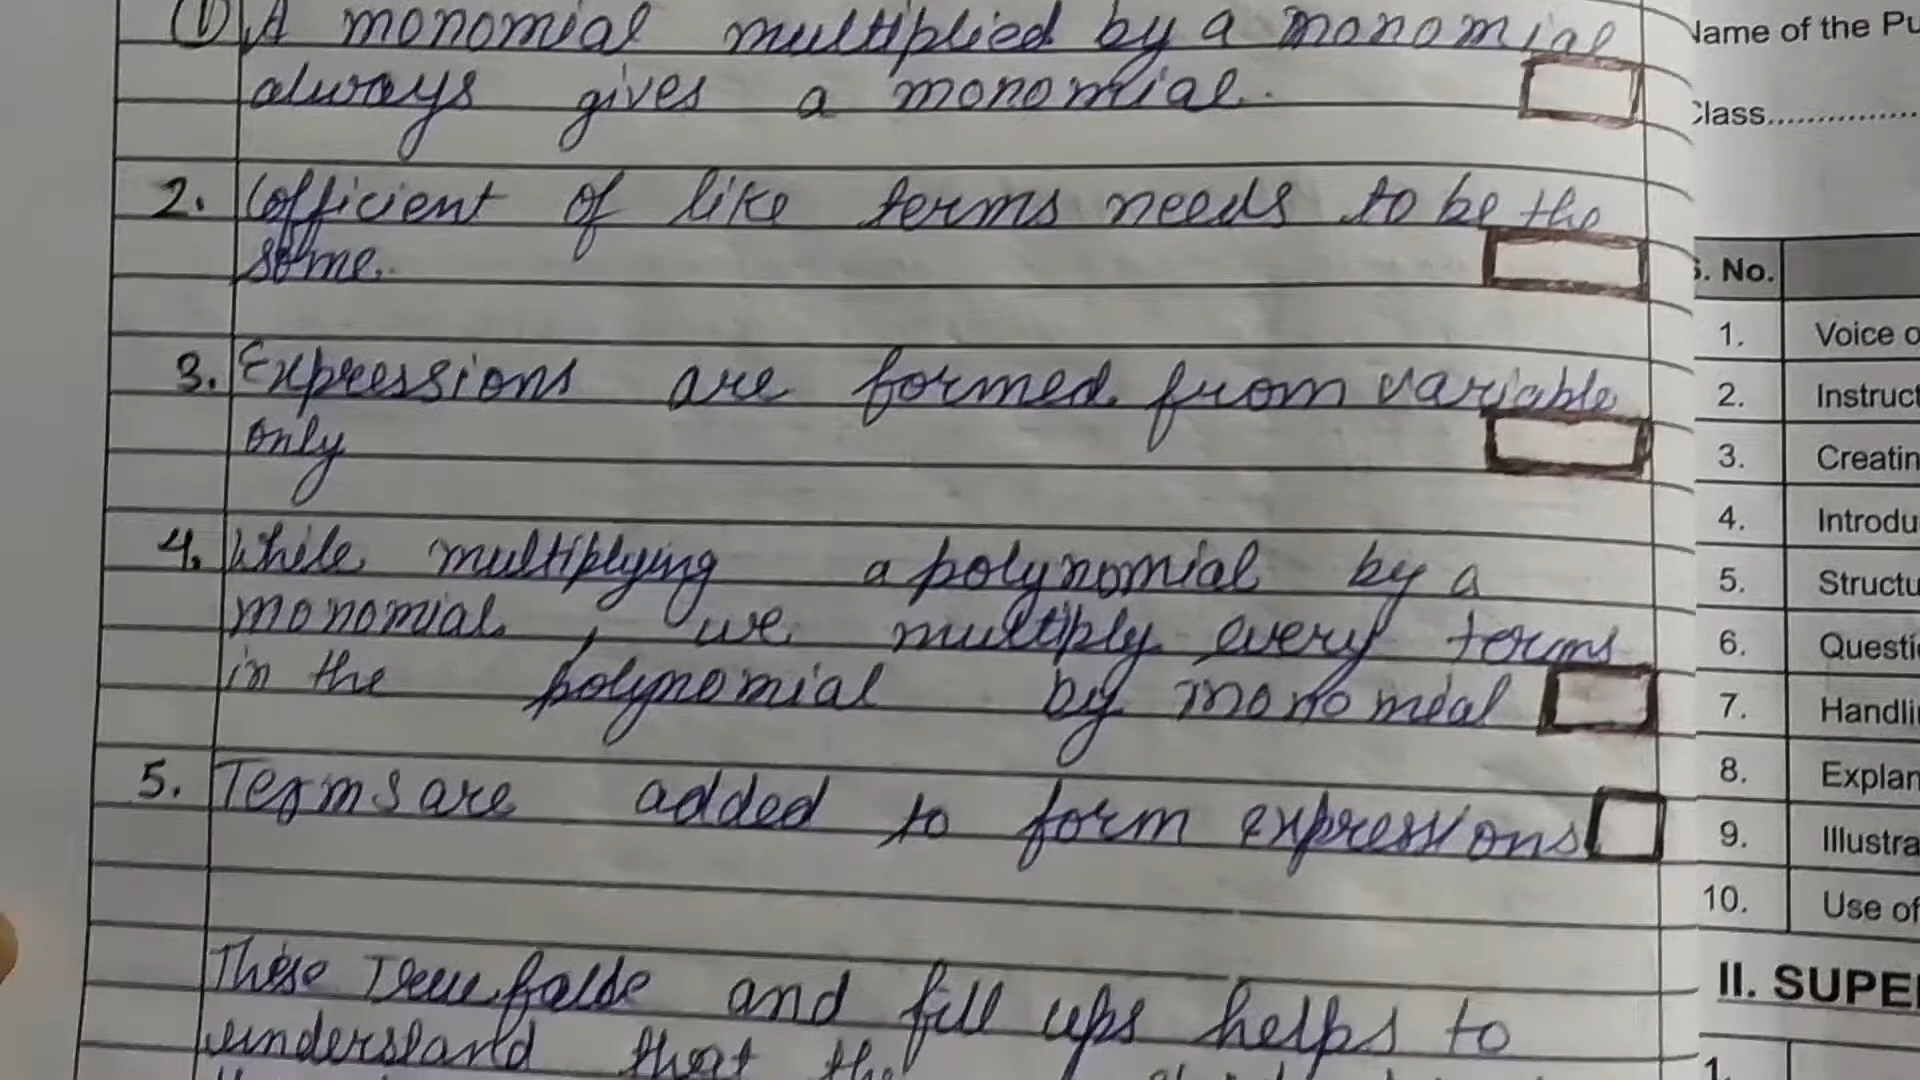 ① A monomial multiplied by a monomial
always gives a monomial.
2. Cofficient of like terms needs to be the
same.
3. Expressions are formed from variable
only
4. While multiplying a polynomial by a
monomial, we multiply every terms
in the polynomial by monomial
5. Terms are added to form expressions
These True false and fill ups helps to
understand that the
Name of the Pu
Class..............
S. No.
1. Voice o
2. Instruct
3. Creatin
4. Introdu
5. Structu
6. Questi
7. Handli
8. Explan
9. Illustra
10. Use of
II. SUPE
1.